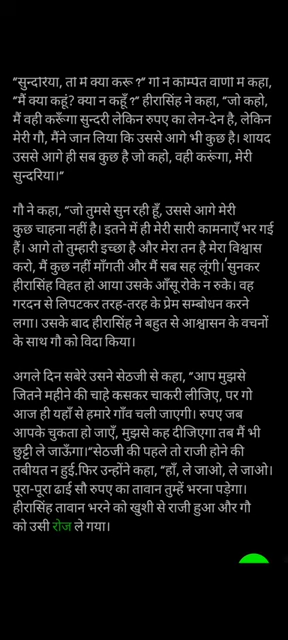 "सुन्दरिया, तो मैं क्या करूँ ?" गौ ने कम्पित वाणी में कहा,
"मैं क्या कहूं? क्या न कहूँ ?" हीरासिंह ने कहा, "जो कहो,
मैं वही करूँगा सुन्दरी लेकिन रुपए का लेन-देन है, लेकिन
मेरी गौ, मैंने जान लिया कि उससे आगे भी कुछ है। शायद
उससे आगे ही सब कुछ है जो कहो, वही करूंगा, मेरी
सुन्दरिया।"
गौ ने कहा, "जो तुमसे सुन रही हूँ, उससे आगे मेरी
कुछ चाहना नहीं है। इतने में ही मेरी सारी कामनाएँ भर गई
हैं। आगे तो तुम्हारी इच्छा है और मेरा तन है मेरा विश्वास
करो, मैं कुछ नहीं माँगती और मैं सब सह लूंगी।'सुनकर
हीरासिंह विहत हो आया उसके आँसू रोके न रुके। वह
गरदन से लिपटकर तरह-तरह के प्रेम सम्बोधन करने
लगा। उसके बाद हीरासिंह ने बहुत से आश्वासन के वचनों
के साथ गौ को विदा किया।
अगले दिन सबेरे उसने सेठजी से कहा, "आप मुझसे
जितने महीने की चाहे कसकर चाकरी लीजिए, पर गो
आज ही यहाँ से हमारे गाँव चली जाएगी। रुपए जब
आपके चुकता हो जाएँ, मुझसे कह दीजिएगा तब मैं भी
छुट्टी ले जाऊँगा।"सेठजी की पहले तो राजी होने की
तबीयत न हुई.फिर उन्होंने कहा, "हाँ, ले जाओ, ले जाओ।
पूरा-पूरा ढाई सौ रुपए का तावान तुम्हें भरना पड़ेगा।
हीरासिंह तावान भरने को खुशी से राजी हुआ और गौ
को उसी रोज ले गया।